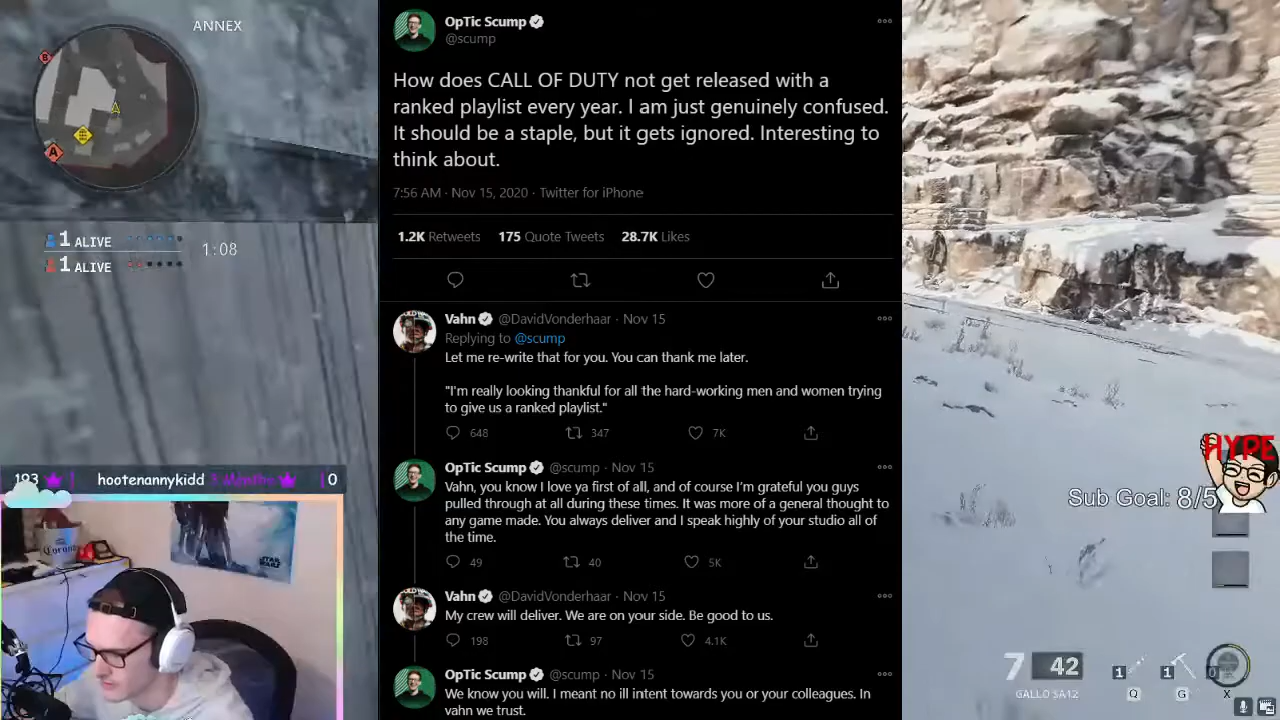 ANNEX
B
A
1 ALIVE
1 ALIVE
1:08
OpTic Scump
@scump
How does CALL OF DUTY not get released with a
ranked playlist every year. I am just genuinely confused.
It should be a staple, but it gets ignored. Interesting to
think about.
7:56 AM · Nov 15, 2020 · Twitter for iPhone
1.2K Retweets 175 Quote Tweets 28.7K Likes
Vahn @DavidVonderhaar · Nov 15
Replying to @scump
Let me re-write that for you. You can thank me later.
"I'm really looking thankful for all the hard-working men and women trying
to give us a ranked playlist."
648 347 7K
OpTic Scump @scump · Nov 15
Vahn, you know I love ya first of all, and of course I'm grateful you guys
pulled through at all during these times. It was more of a general thought to
any game made. You always deliver and I speak highly of your studio all of
the time.
49 40 5K
Vahn @DavidVonderhaar · Nov 15
My crew will deliver. We are on your side. Be good to us.
198 97 4.1K
OpTic Scump @scump · Nov 15
We know you will. I meant no ill intent towards you or your colleagues. In
vahn we trust.
193 hootenannykidd
0
Corona
STAR
WARS
HYPE
Sub Goal: 8/5
7 42
GALLO SA12
1 1 0
Q G X